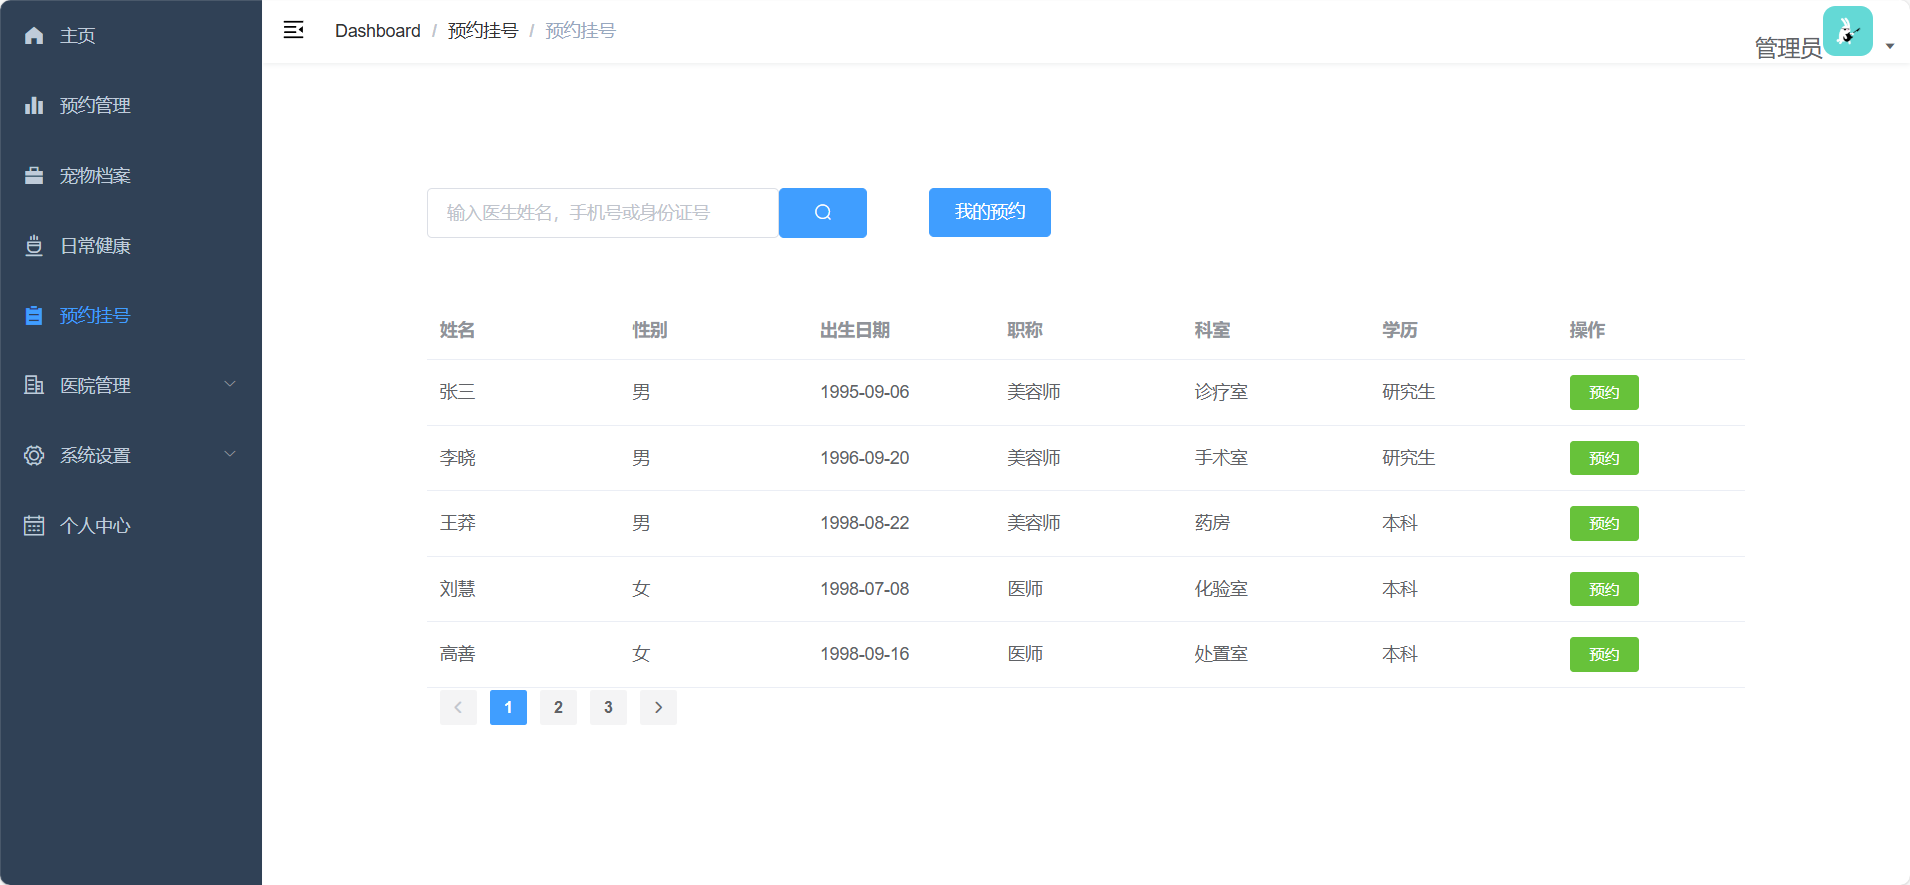 主页
预约管理
宠物档案
日常健康
预约挂号
医院管理
系统设置
个人中心
Dashboard / 预约挂号 / 预约挂号
管理员
输入医生姓名，手机号或身份证号
我的预约
姓名 性别 出生日期 职称 科室 学历 操作
张三 男 1995-09-06 美容师 诊疗室 研究生 预约
李晓 男 1996-09-20 美容师 手术室 研究生 预约
王莽 男 1998-08-22 美容师 药房 本科 预约
刘慧 女 1998-07-08 医师 化验室 本科 预约
高善 女 1998-09-16 医师 处置室 本科 预约
1 2 3